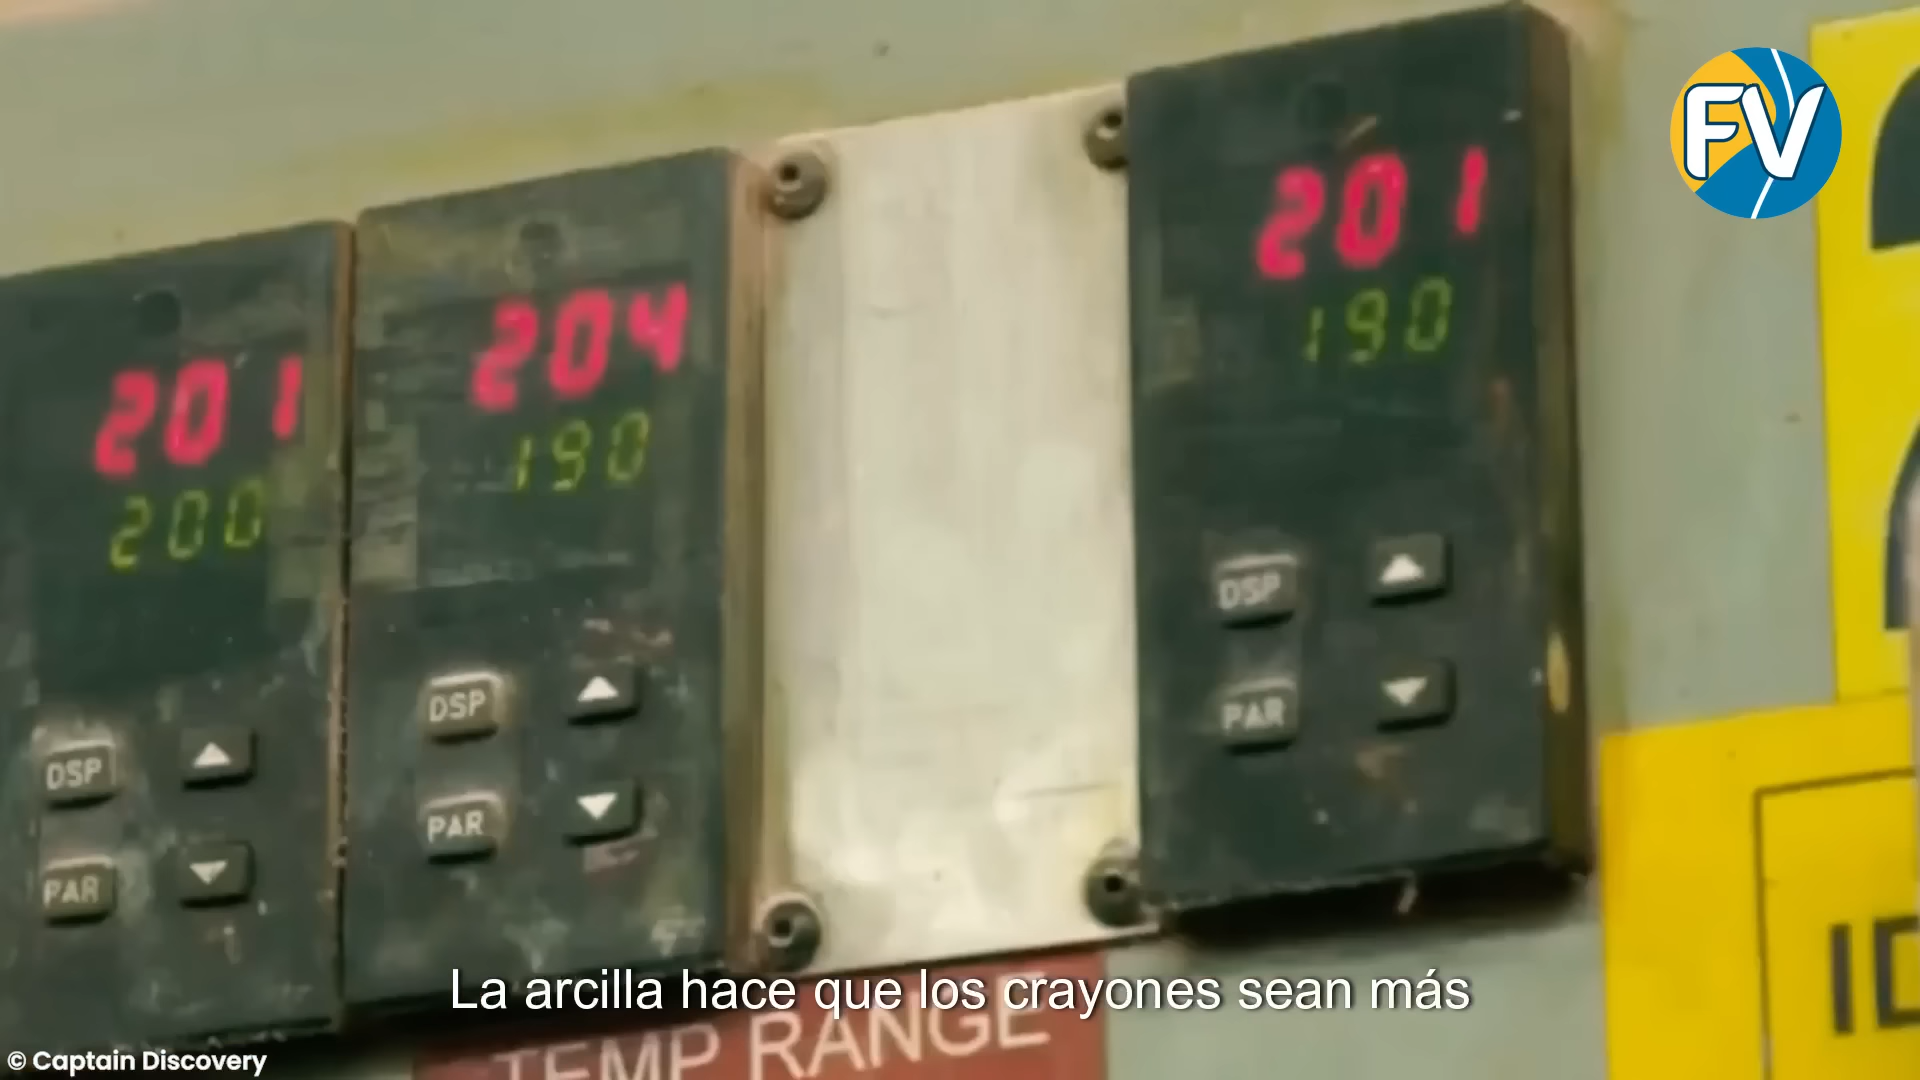 FV
201
190
204
190
201
200
DSP
PAR
DSP
PAR
DSP
PAR
La arcilla hace que los crayones sean más
TEMP RANGE
© Captain Discovery